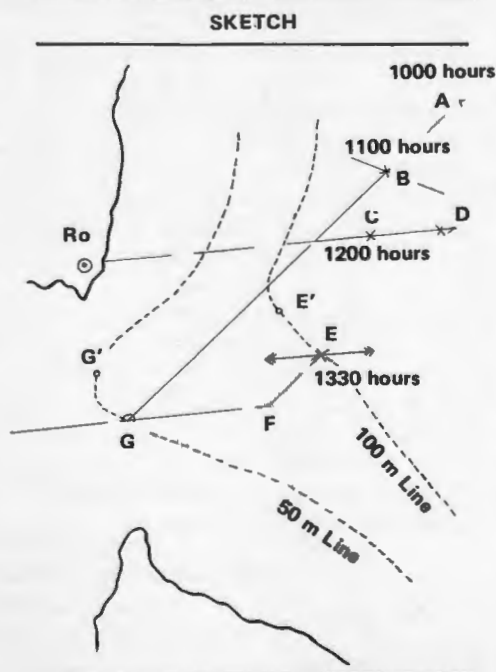 SKETCH
1000 hours
A
1100 hours
B
C
D
Ro
1200 hours
E'
E
G'
1330 hours
F
G
100 m Line
50 m Line